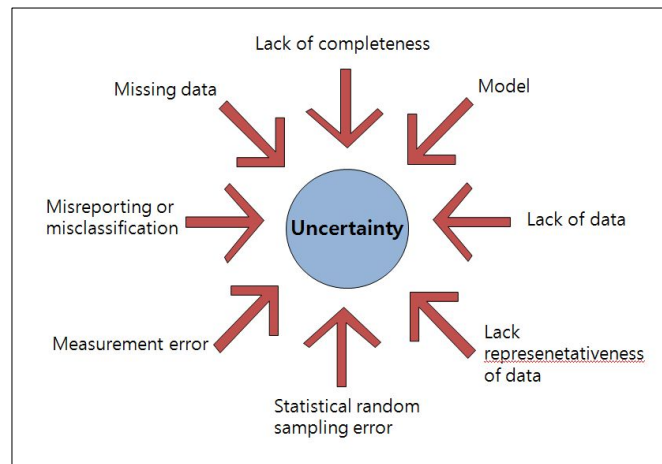 Lack of completeness
Model
Missing data
Misreporting or
misclassification
Uncertainty
Lack of data
Measurement error
Lack
represenetativeness
of data
Statistical random
sampling error